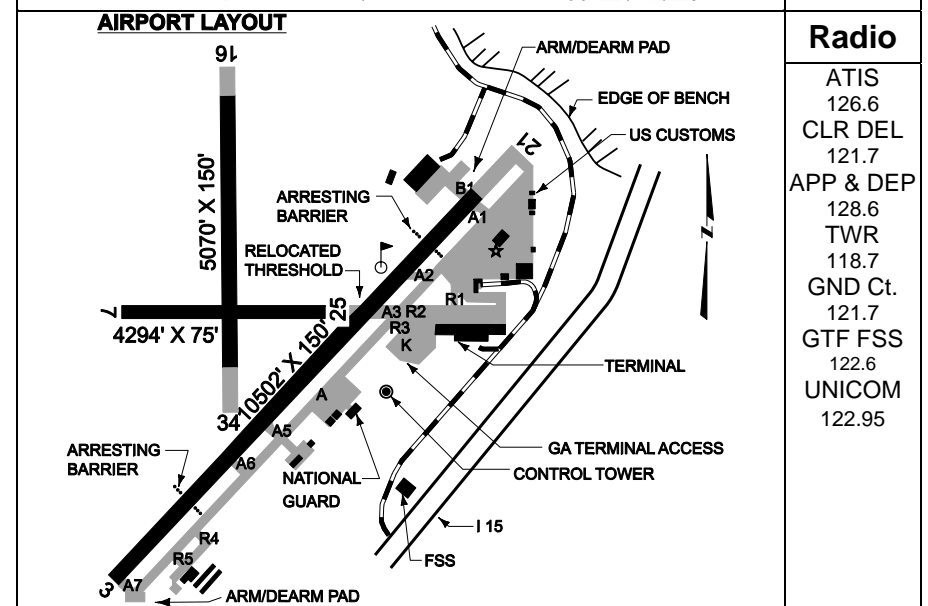 AIRPORT LAYOUT
16
ARM/DEARM PAD
EDGE OF BENCH
US CUSTOMS
21
B1
A1
ARRESTING
BARRIER
5070' X 150'
RELOCATED
THRESHOLD
A2
R1
7
25
A3 R2
R3
K
4294' X 75'
10502' X 150'
TERMINAL
A
34
A5
GA TERMINAL ACCESS
ARRESTING
BARRIER
A6
NATIONAL
GUARD
CONTROL TOWER
I 15
R4
R5
FSS
3
A7
ARM/DEARM PAD
N
Radio
ATIS
126.6
CLR DEL
121.7
APP & DEP
128.6
TWR
118.7
GND Ct.
121.7
GTF FSS
122.6
UNICOM
122.95